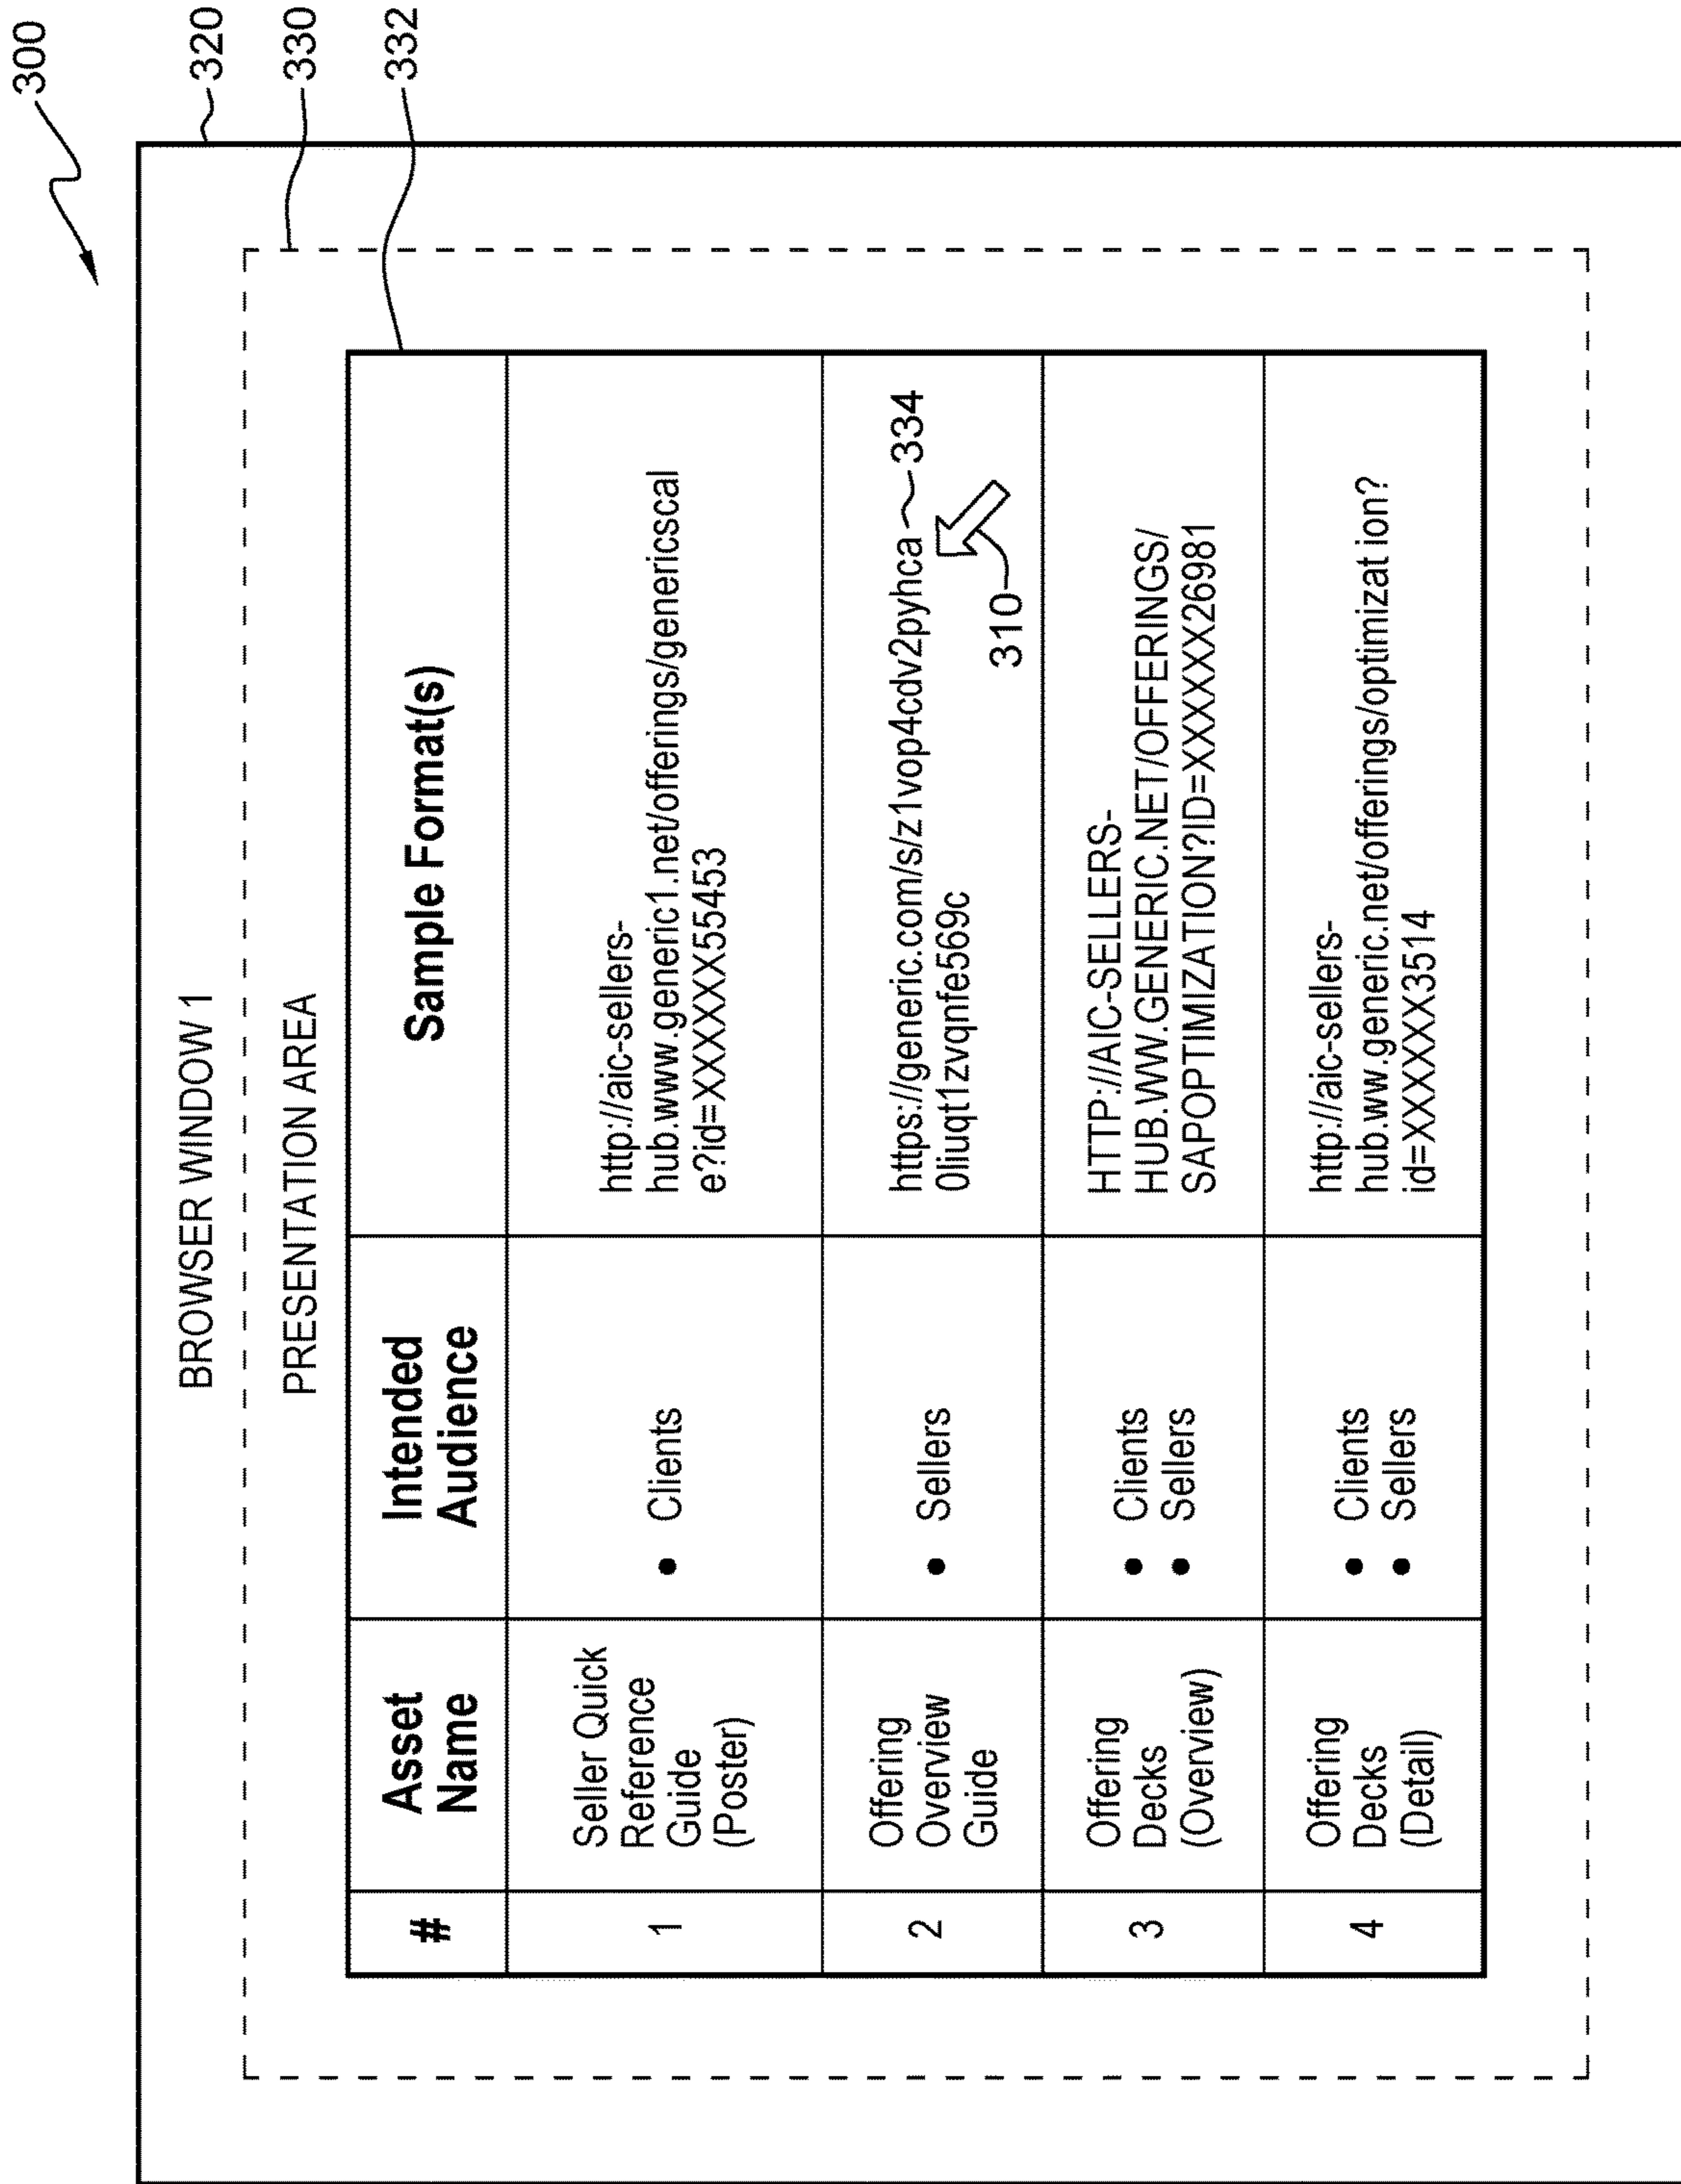 300
320
330
332
BROWSER WINDOW 1
PRESENTATION AREA
#
Asset
Name
Intended
Audience
Sample Format(s)
1
Seller Quick
Reference
Guide
(Poster)
• Clients
http://aic-sellers-
hub.www.generic1.net/offerings/genericscal
e?id=XXXXXX55453
2
Offering
Overview
Guide
• Sellers
https://generic.com/s/z1vop4cdv2pyhca
0liuqt1zvqnfe569c
334
310
3
Offering
Decks
(Overview)
• Clients
• Sellers
HTTP://AIC-SELLERS-
HUB.WW.GENERIC.NET/OFFERINGS/
SAPOPTIMIZATION?ID=XXXXXX26981
4
Offering
Decks
(Detail)
• Clients
• Sellers
http://aic-sellers-
hub.ww.generic.net/offerings/optimizat ion?
id=XXXXXX3514